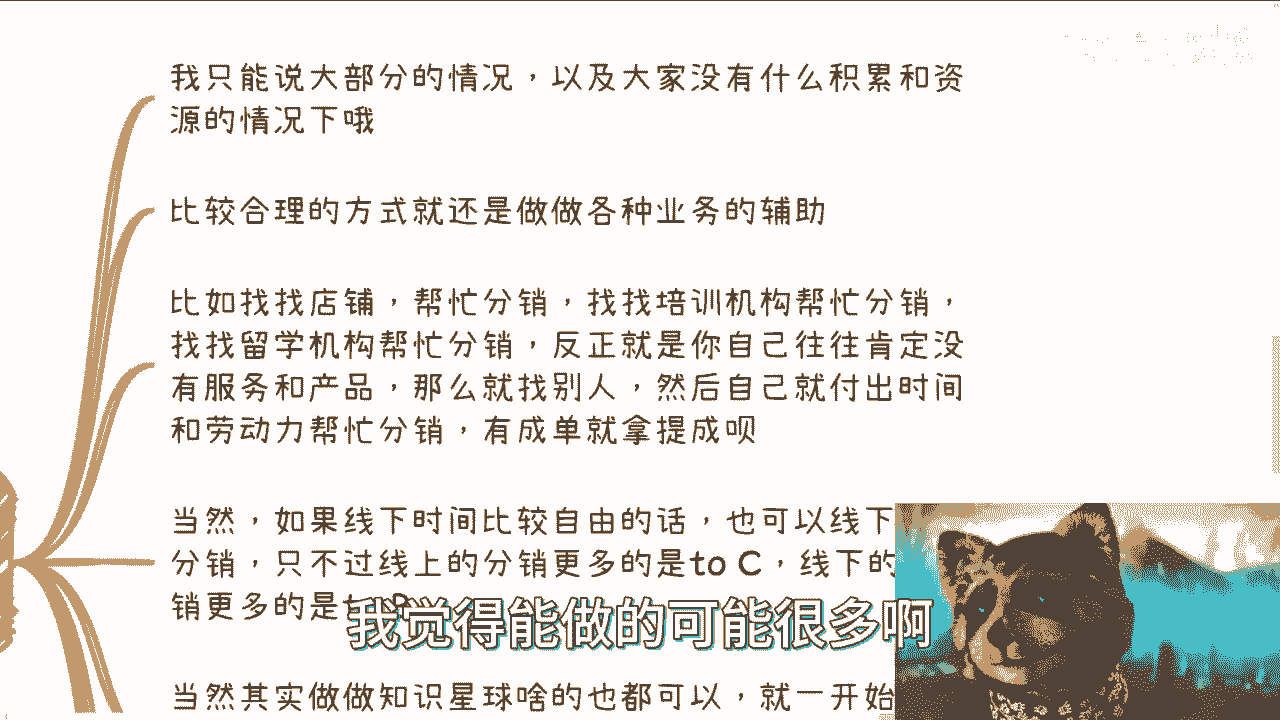 我只能说大部分的情况，以及大家没有什么积累和资
源的情况下哦
比较合理的方式就还是做做各种业务的辅助
比如找找店铺，帮忙分销，找找培训机构帮忙分销，
找找留学机构帮忙分销，反正就是你自己往往肯定没
有服务和产品，那么就找别人，然后自己就付出时间
和劳动力帮忙分销，有成单就拿提成呗
当然，如果线下时间比较自由的话，也可以线下
分销，只不过线上的分销更多的是to C，线下的
销更多的是
我觉得能做的可能很多啊
当然其实做做知识星球啥的也都可以，就一开始